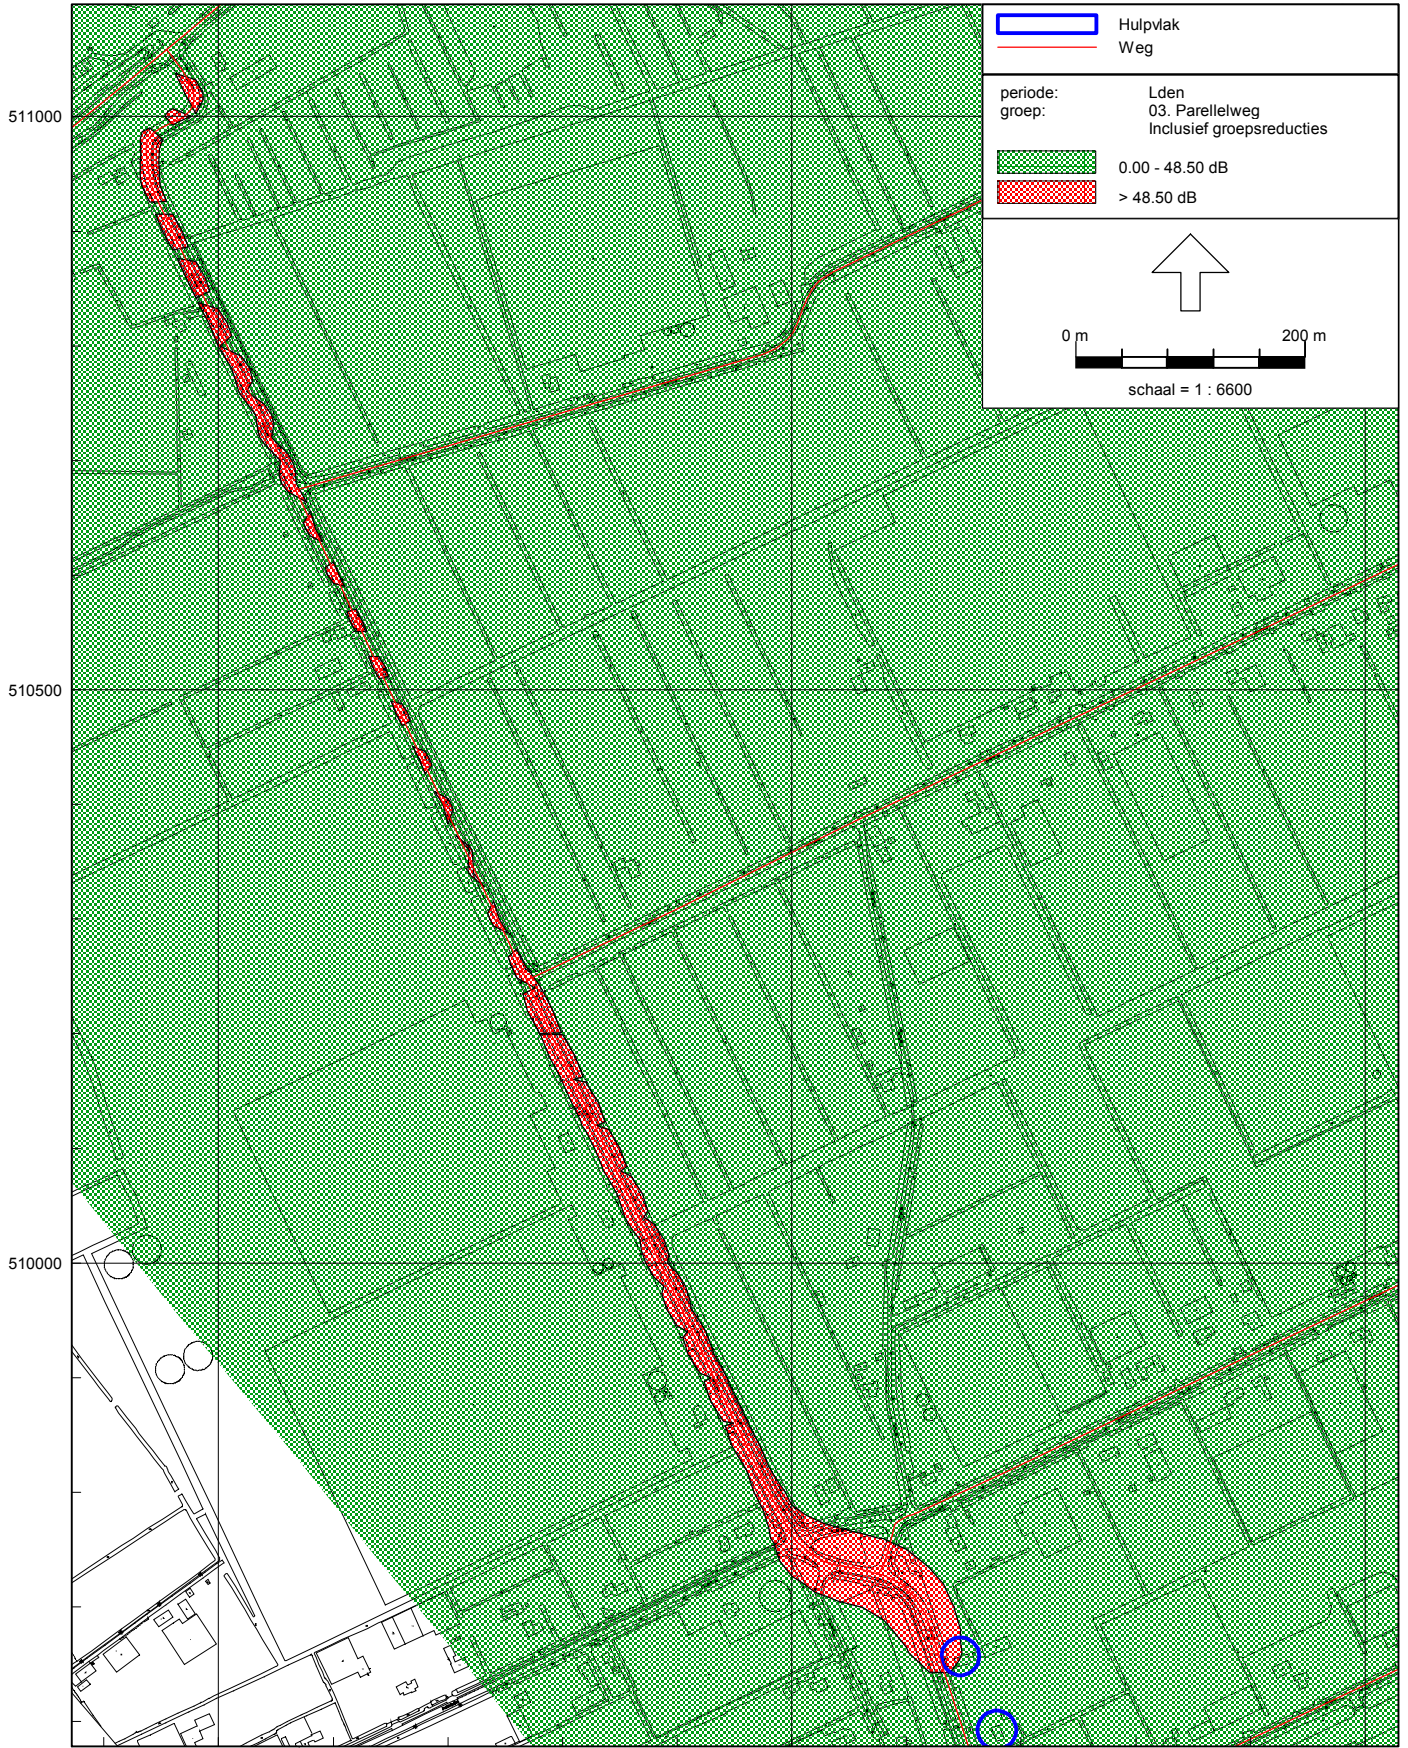 Hulpvlak
Weg
periode: Lden
groep: 03. Parellelweg
Inclusief groepsreducties
0.00 - 48.50 dB
> 48.50 dB
0 m 200 m
schaal = 1 : 6600
511000
510500
510000